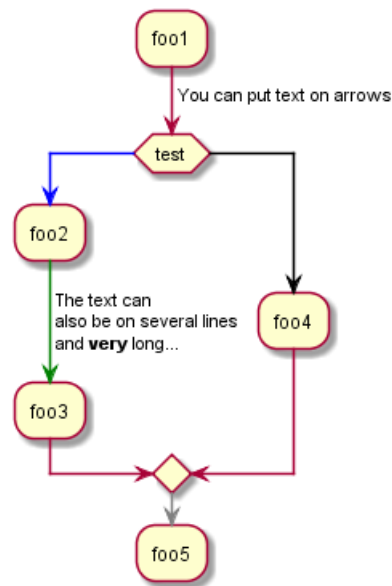 foo1
You can put text on arrows
test
foo2
The text can
also be on several lines
and very long...
foo4
foo3
foo5